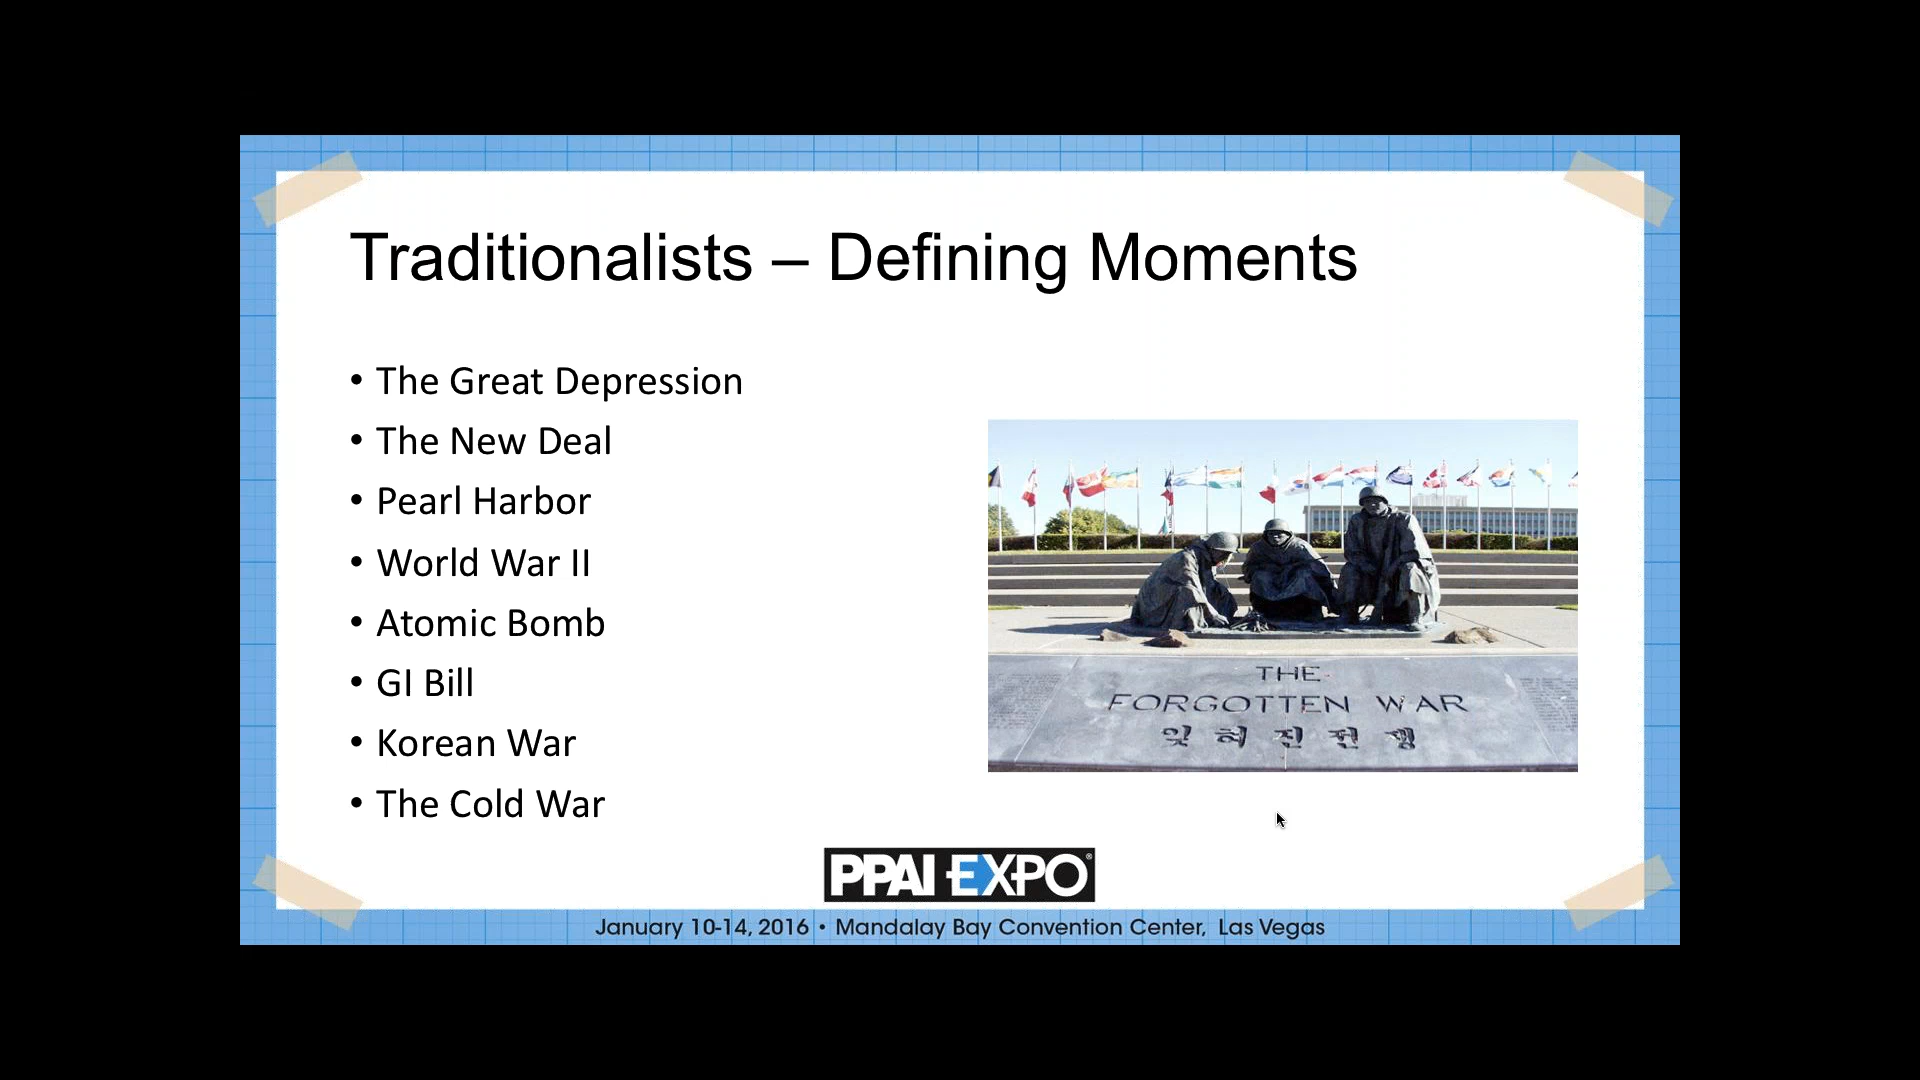 Traditionalists – Defining Moments
• The Great Depression
• The New Deal
• Pearl Harbor
• World War II
• Atomic Bomb
• GI Bill
• Korean War
• The Cold War
THE
FORGOTTEN WAR
잊혀진전쟁
PPAI EXPO®
January 10-14, 2016 • Mandalay Bay Convention Center, Las Vegas